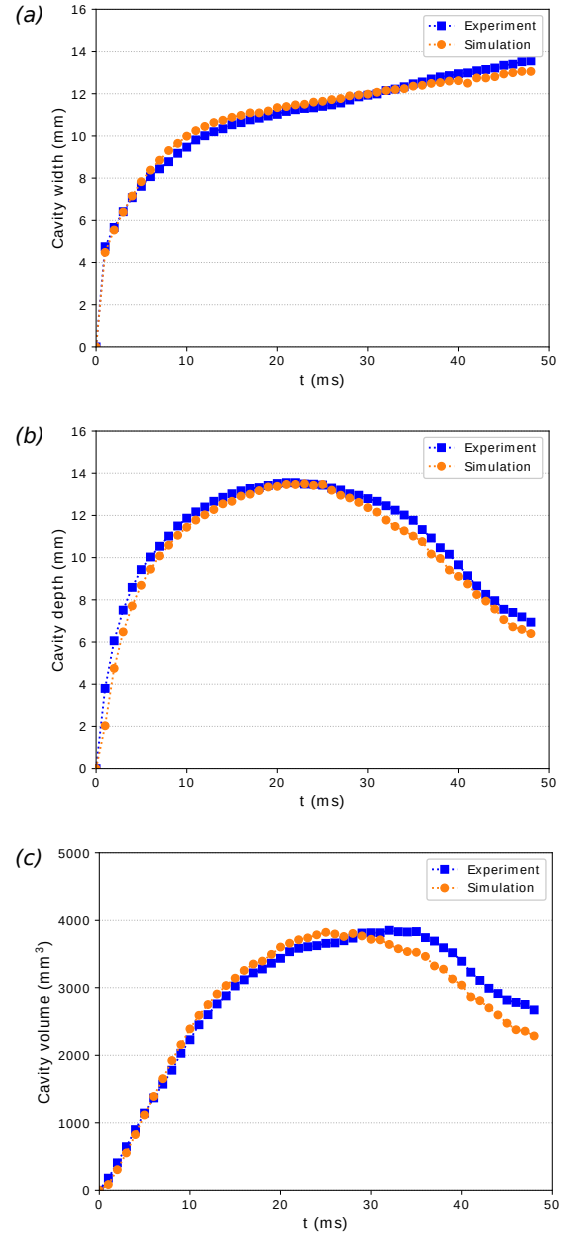 (a)
16
14
12
10
8
6
4
2
0
Cavity width (mm)
Experiment
Simulation
0 10 20 30 40 50
t (ms)
(b)
16
14
12
10
8
6
4
2
0
Cavity depth (mm)
Experiment
Simulation
0 10 20 30 40 50
t (ms)
(c)
5000
4000
3000
2000
1000
0
Cavity volume (mm³)
Experiment
Simulation
0 10 20 30 40 50
t (ms)